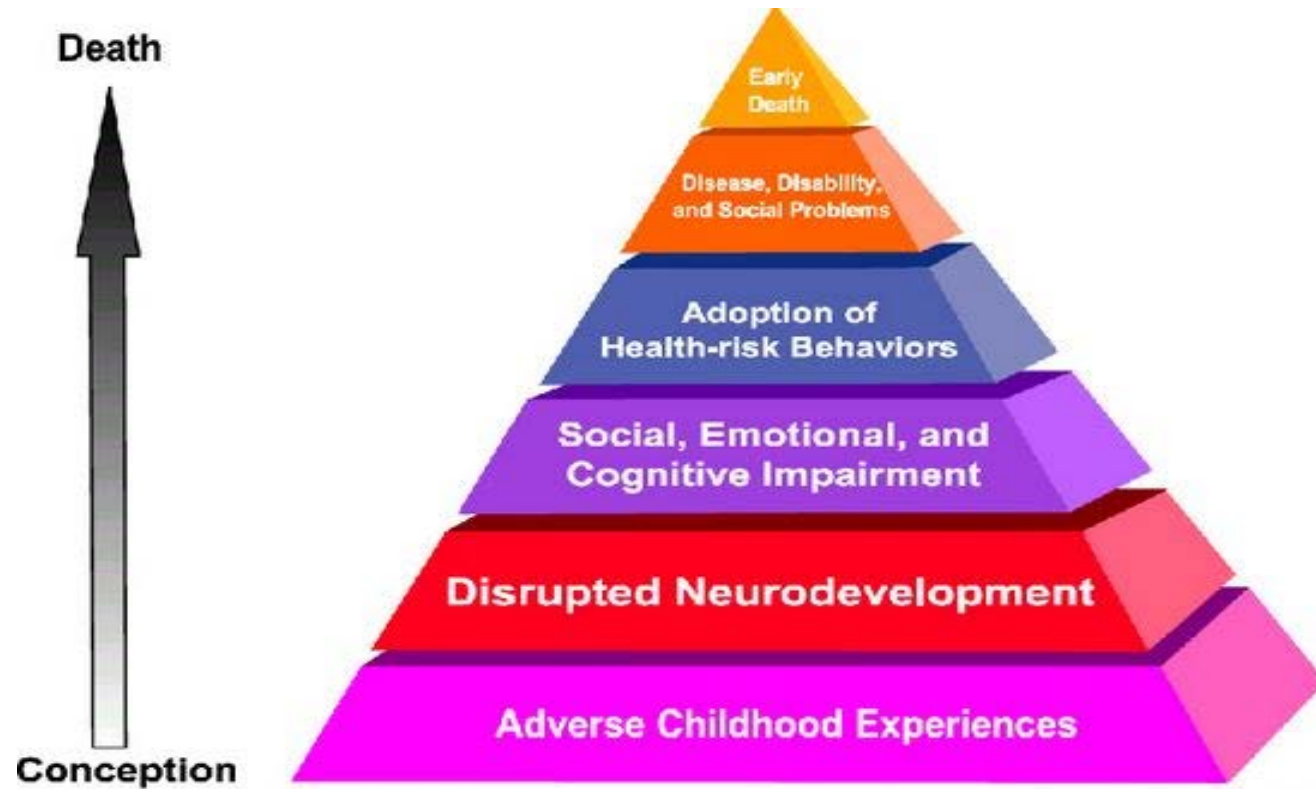 Death
Early
Death
Disease, Disability,
and Social Problems
Adoption of
Health-risk Behaviors
Social, Emotional, and
Cognitive Impairment
Disrupted Neurodevelopment
Adverse Childhood Experiences
Conception